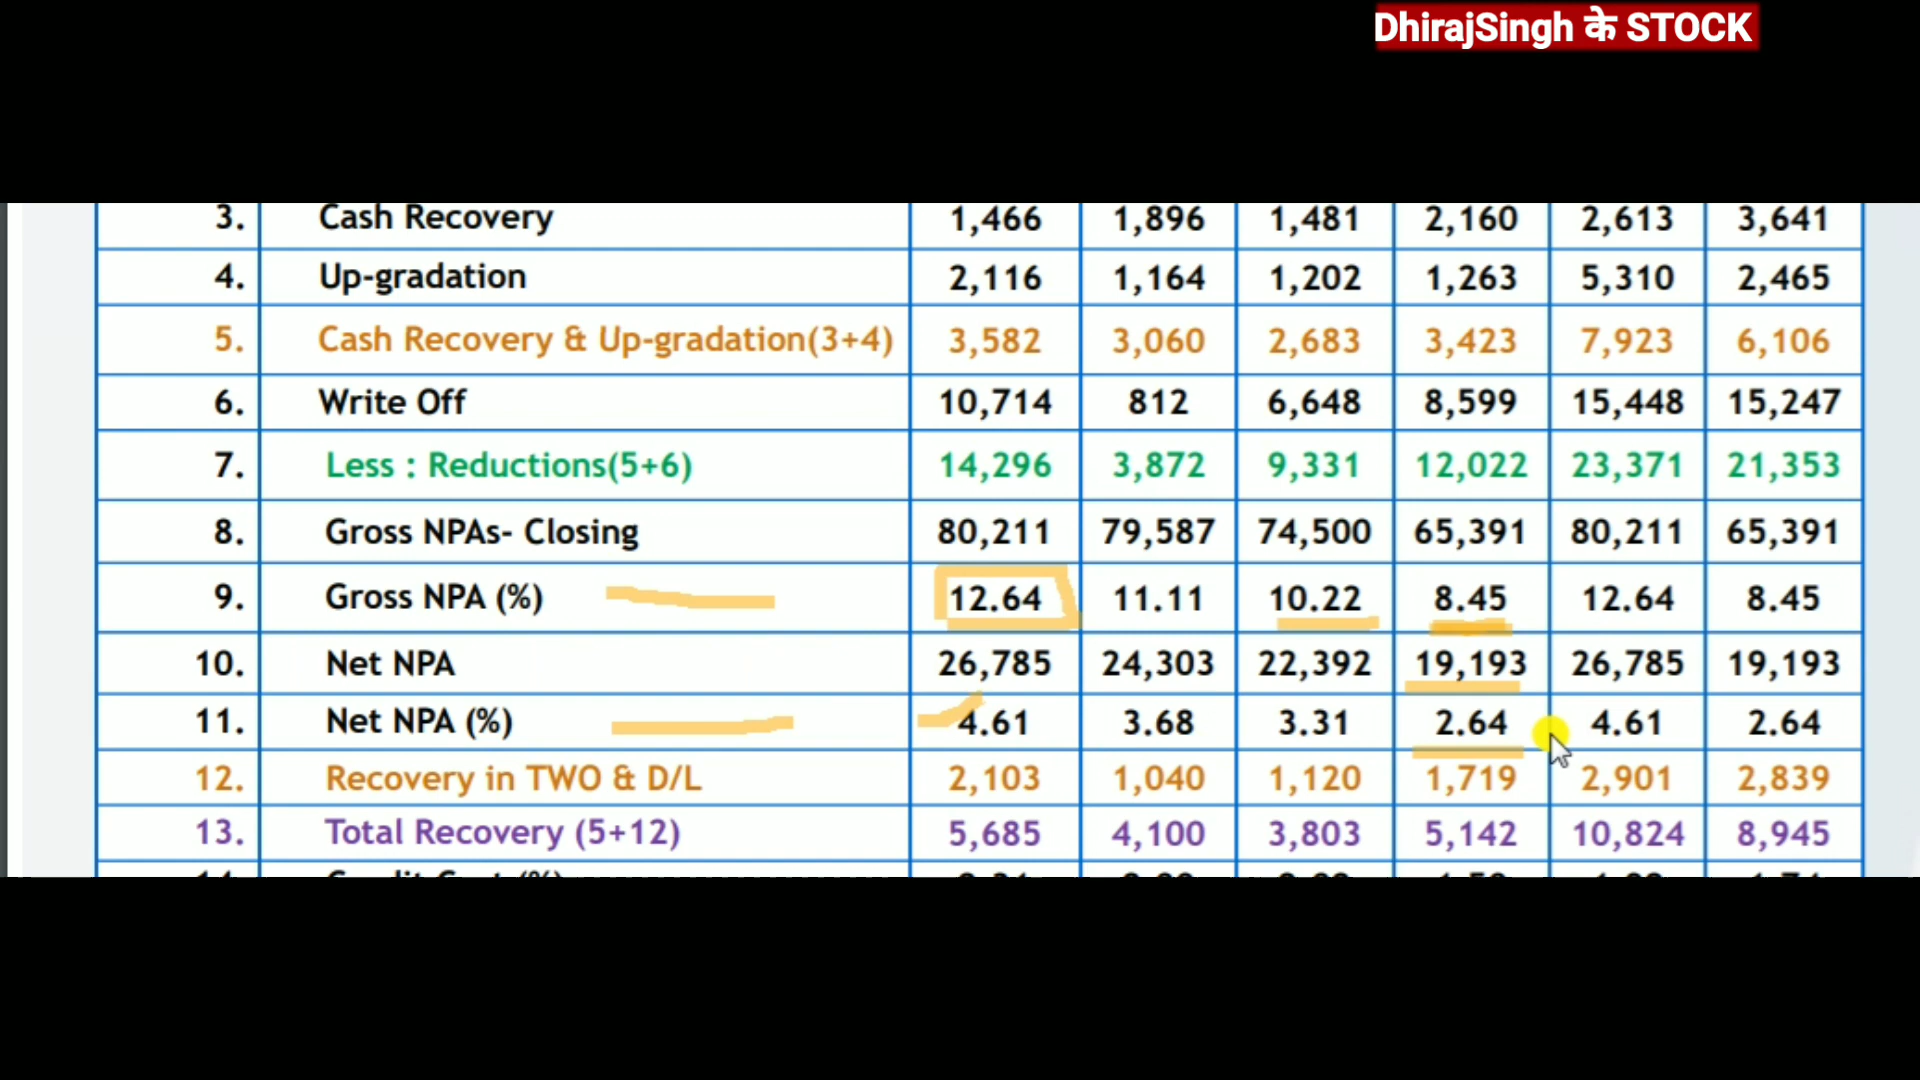 DhirajSingh के STOCK
3. Cash Recovery 1,466 1,896 1,481 2,160 2,613 3,641
4. Up-gradation 2,116 1,164 1,202 1,263 5,310 2,465
5. Cash Recovery & Up-gradation(3+4) 3,582 3,060 2,683 3,423 7,923 6,106
6. Write Off 10,714 812 6,648 8,599 15,448 15,247
7. Less : Reductions(5+6) 14,296 3,872 9,331 12,022 23,371 21,353
8. Gross NPAs- Closing 80,211 79,587 74,500 65,391 80,211 65,391
9. Gross NPA (%) 12.64 11.11 10.22 8.45 12.64 8.45
10. Net NPA 26,785 24,303 22,392 19,193 26,785 19,193
11. Net NPA (%) 4.61 3.68 3.31 2.64 4.61 2.64
12. Recovery in TWO & D/L 2,103 1,040 1,120 1,719 2,901 2,839
13. Total Recovery (5+12) 5,685 4,100 3,803 5,142 10,824 8,945